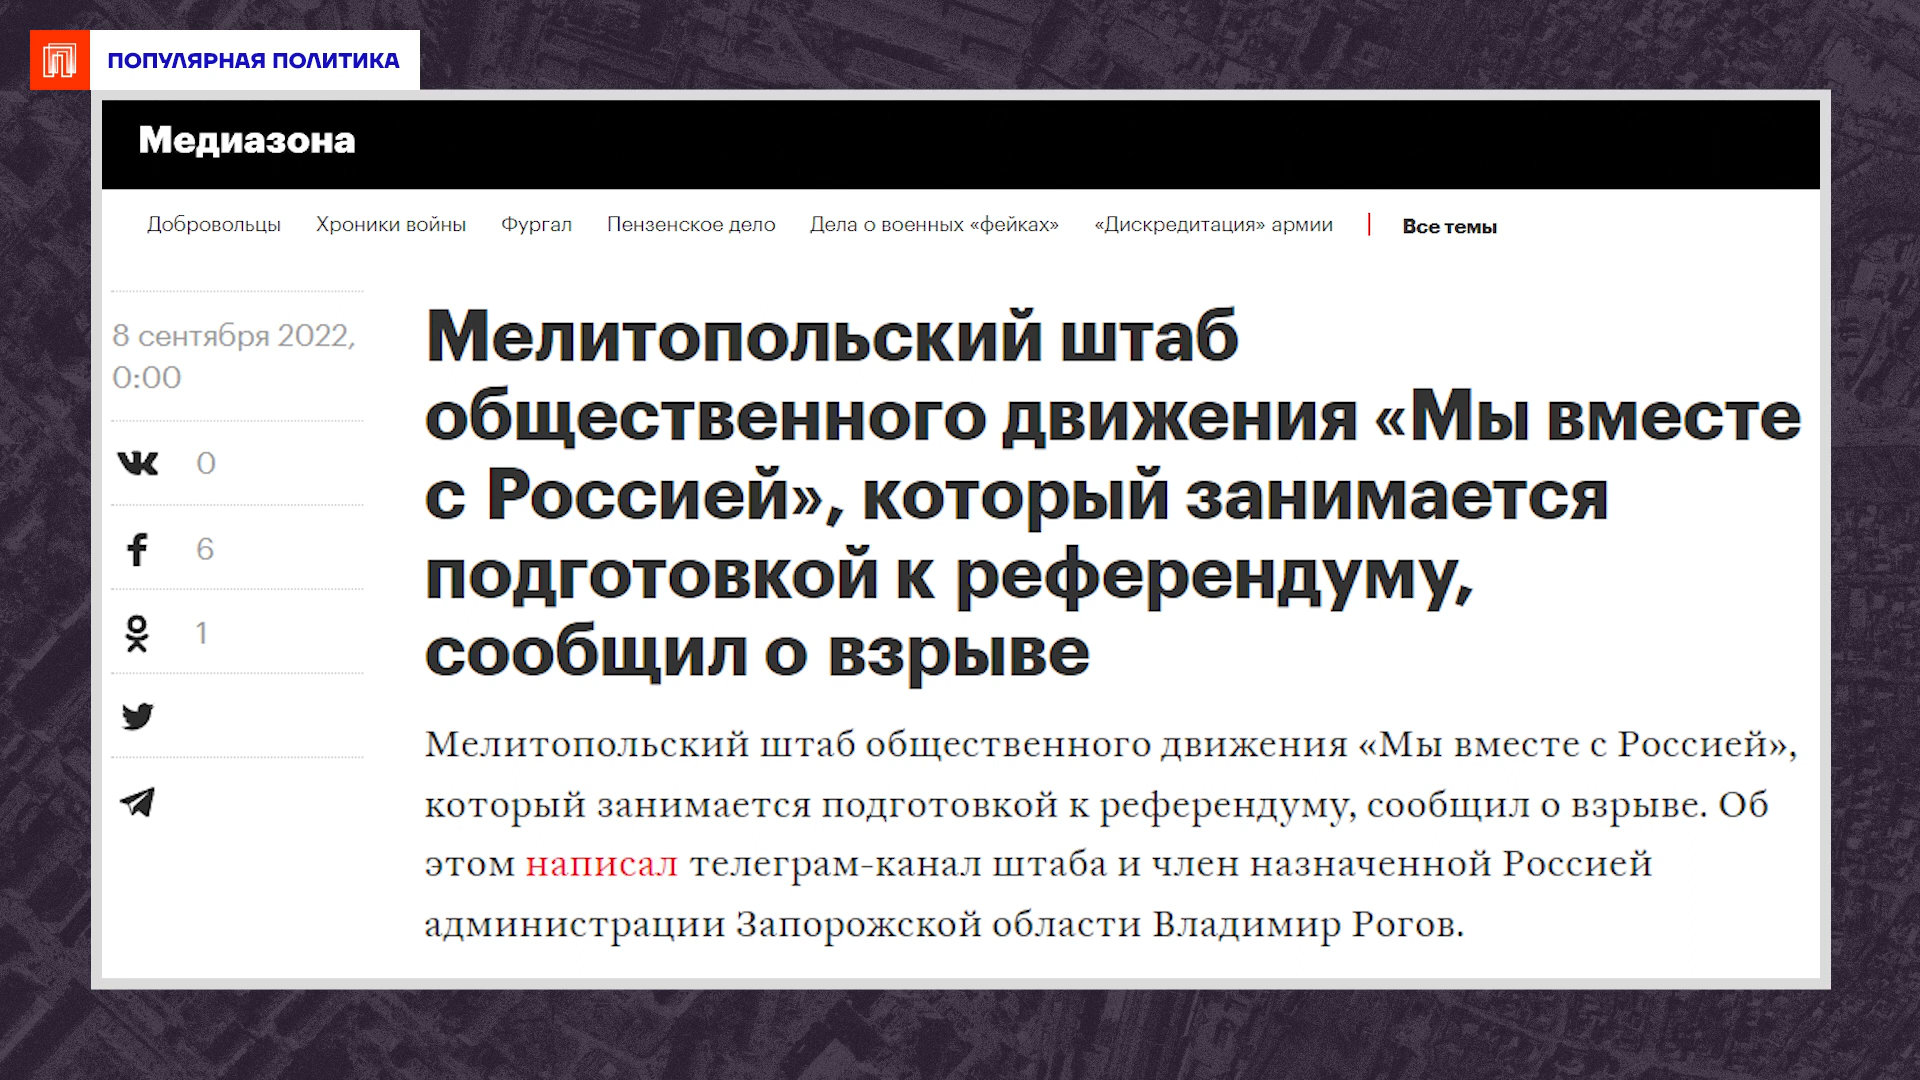 ПОПУЛЯРНАЯ ПОЛИТИКА
Медиазона
Добровольцы Хроники войны Фургал Пензенское дело Дела о военных «фейках» «Дискредитация» армии | Все темы
8 сентября 2022,
0:00
0
6
1
Мелитопольский штаб
общественного движения «Мы вместе
с Россией», который занимается
подготовкой к референдуму,
сообщил о взрыве
Мелитопольский штаб общественного движения «Мы вместе с Россией»,
который занимается подготовкой к референдуму, сообщил о взрыве. Об
этом написал телеграм-канал штаба и член назначенной Россией
администрации Запорожской области Владимир Рогов.